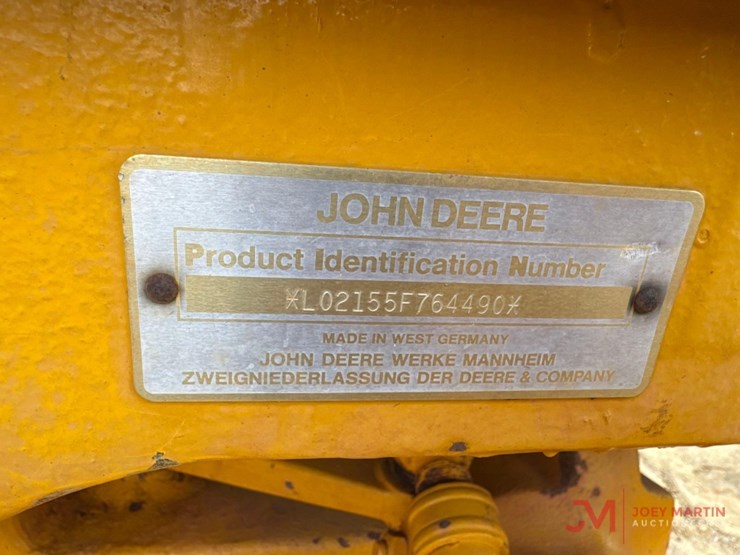 JOHN DEERE
Product Identification Number
*L02155F764490*
MADE IN WEST GERMANY
JOHN DEERE WERKE MANNHEIM
ZWEIGNIEDERLASSUNG DER DEERE & COMPANY
JM JOEY MARTIN
AUCTIONEERS